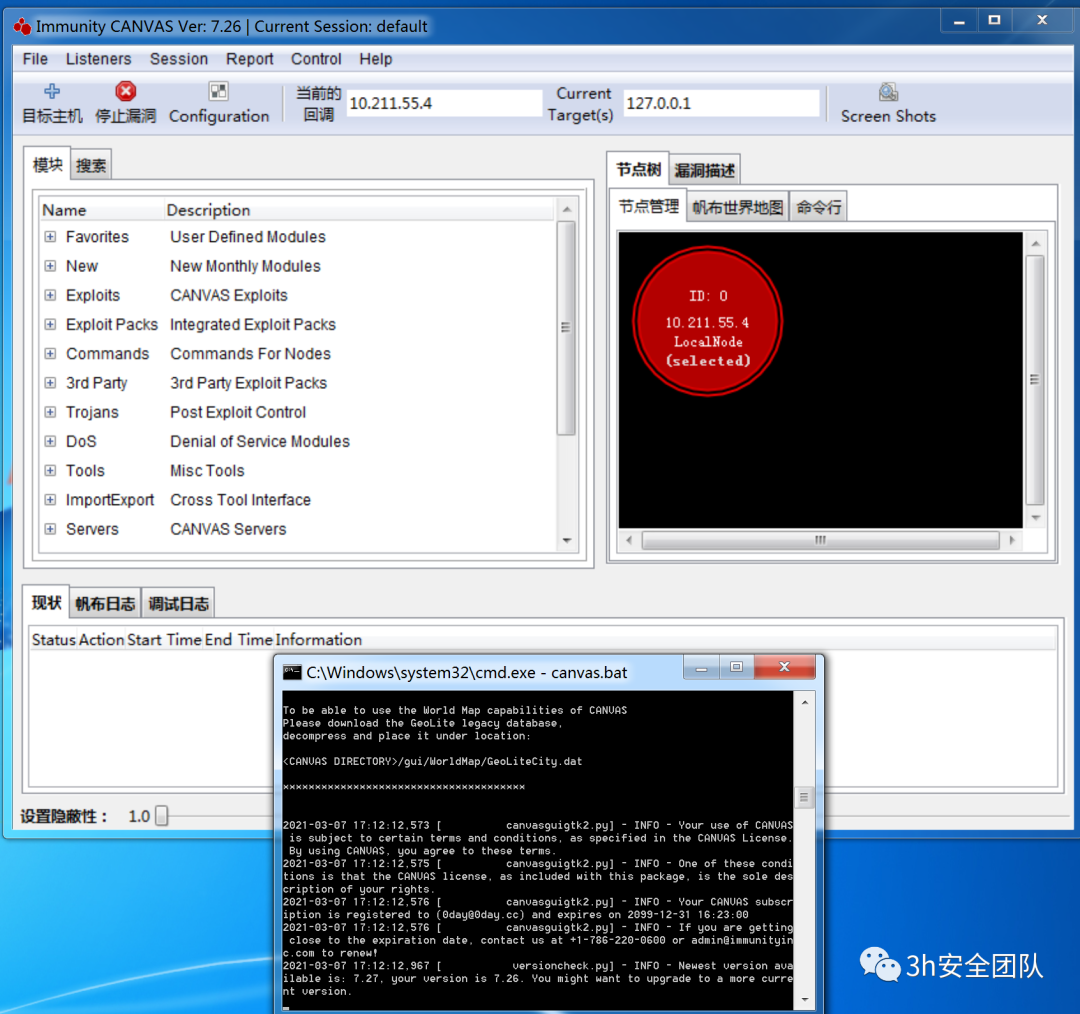 Immunity CANVAS Ver: 7.26 | Current Session: default
File Listeners Session Report Control Help
目标主机 停止漏洞 Configuration 当前的回调 10.211.55.4 Current Target(s) 127.0.0.1 Screen Shots
模块 搜索
Name Description
Favorites User Defined Modules
New New Monthly Modules
Exploits CANVAS Exploits
Exploit Packs Integrated Exploit Packs
Commands Commands For Nodes
3rd Party 3rd Party Exploit Packs
Trojans Post Exploit Control
DoS Denial of Service Modules
Tools Misc Tools
ImportExport Cross Tool Interface
Servers CANVAS Servers
节点树 漏洞描述
节点管理 帆布世界地图 命令行
ID: 0
10.211.55.4
LocalNode
(selected)
现状 帆布日志 调试日志
Status Action Start Time End Time Information
C:\Windows\system32\cmd.exe - canvas.bat
To be able to use the World Map capabilities of CANVAS
Please download the GeoLite legacy database,
decompress and place it under location:
<CANVAS DIRECTORY>/gui/WorldMap/GeoLiteCity.dat
**************************************
2021-03-07 17:12:12,573 [ canvasguigtk2.py] - INFO - Your use of CANVAS
is subject to certain terms and conditions, as specified in the CANVAS License.
By using CANVAS, you agree to these terms.
2021-03-07 17:12:12,575 [ canvasguigtk2.py] - INFO - One of these condi
tions is that the CANVAS license, as included with this package, is the sole des
cription of your rights.
2021-03-07 17:12:12,576 [ canvasguigtk2.py] - INFO - Your CANVAS subscr
iption is registered to (0day@0day.cc) and expires on 2099-12-31 16:23:00
2021-03-07 17:12:12,576 [ canvasguigtk2.py] - INFO - If you are getting
close to the expiration date, contact us at +1-786-220-0600 or admin@immunityin
c.com to renew!
2021-03-07 17:12:12,967 [ versioncheck.py] - INFO - Newest version ava
ilable is: 7.27, your version is 7.26. You might want to upgrade to a more curre
nt version.
设置隐蔽性： 1.0
3h安全团队